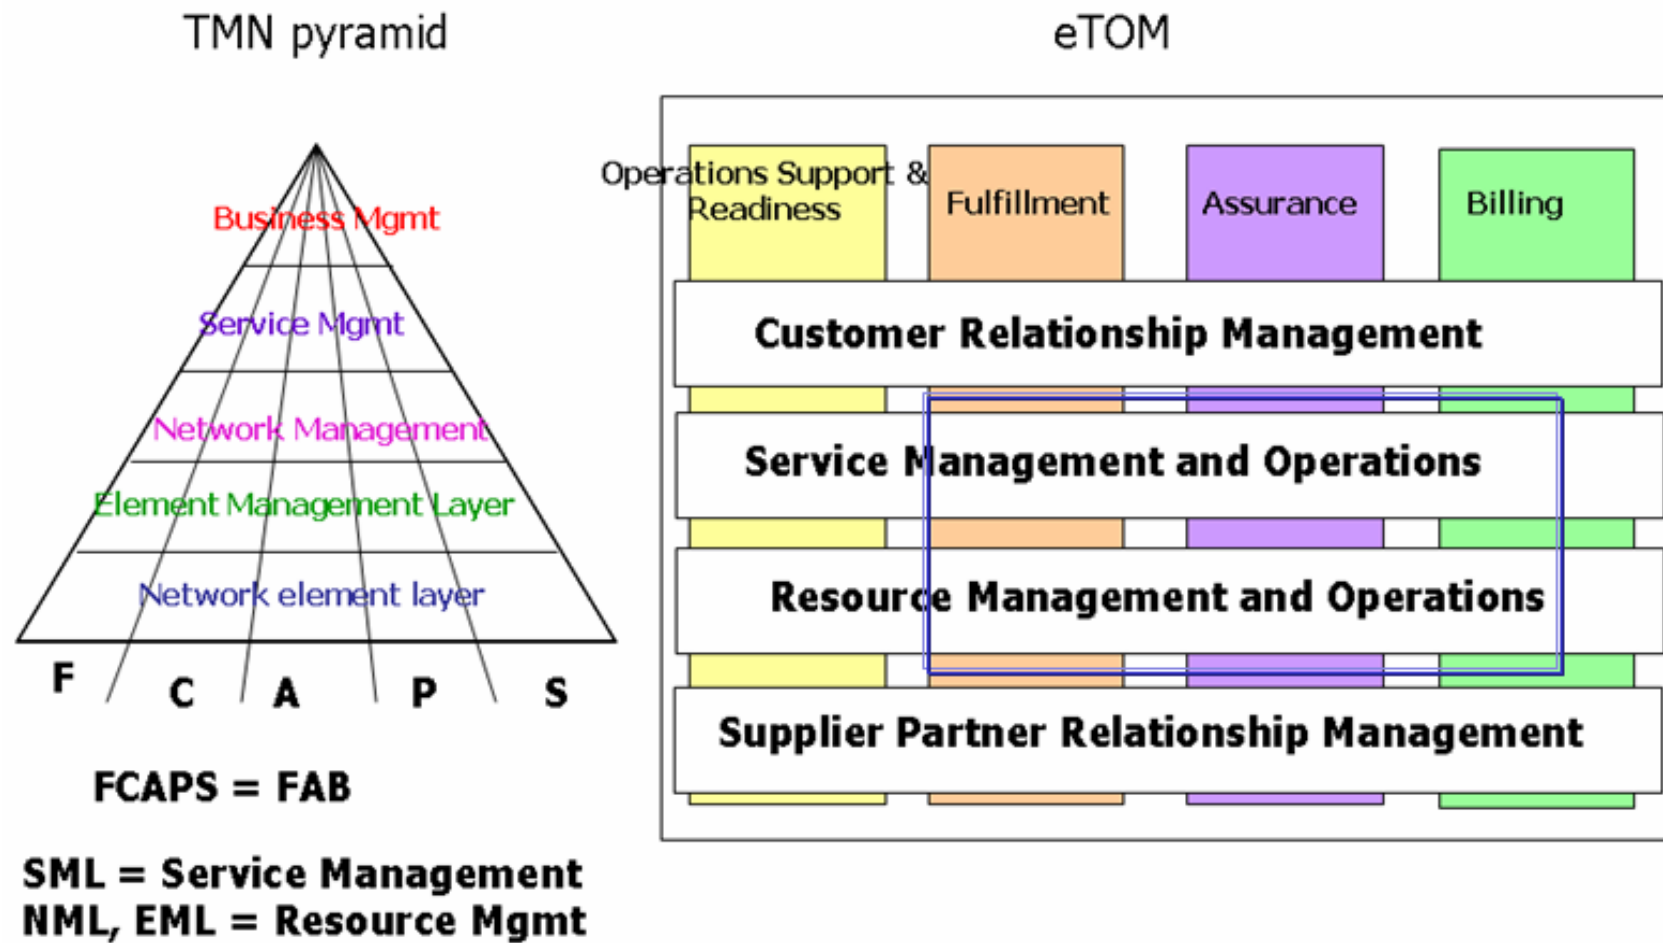 TMN pyramid
Business Mgmt
Service Mgmt
Network Management
Element Management Layer
Network element layer
F C A P S
FCAPS = FAB
SML = Service Management
NML, EML = Resource Mgmt
eTOM
Operations Support &
Readiness
Fulfillment
Assurance
Billing
Customer Relationship Management
Service Management and Operations
Resource Management and Operations
Supplier Partner Relationship Management